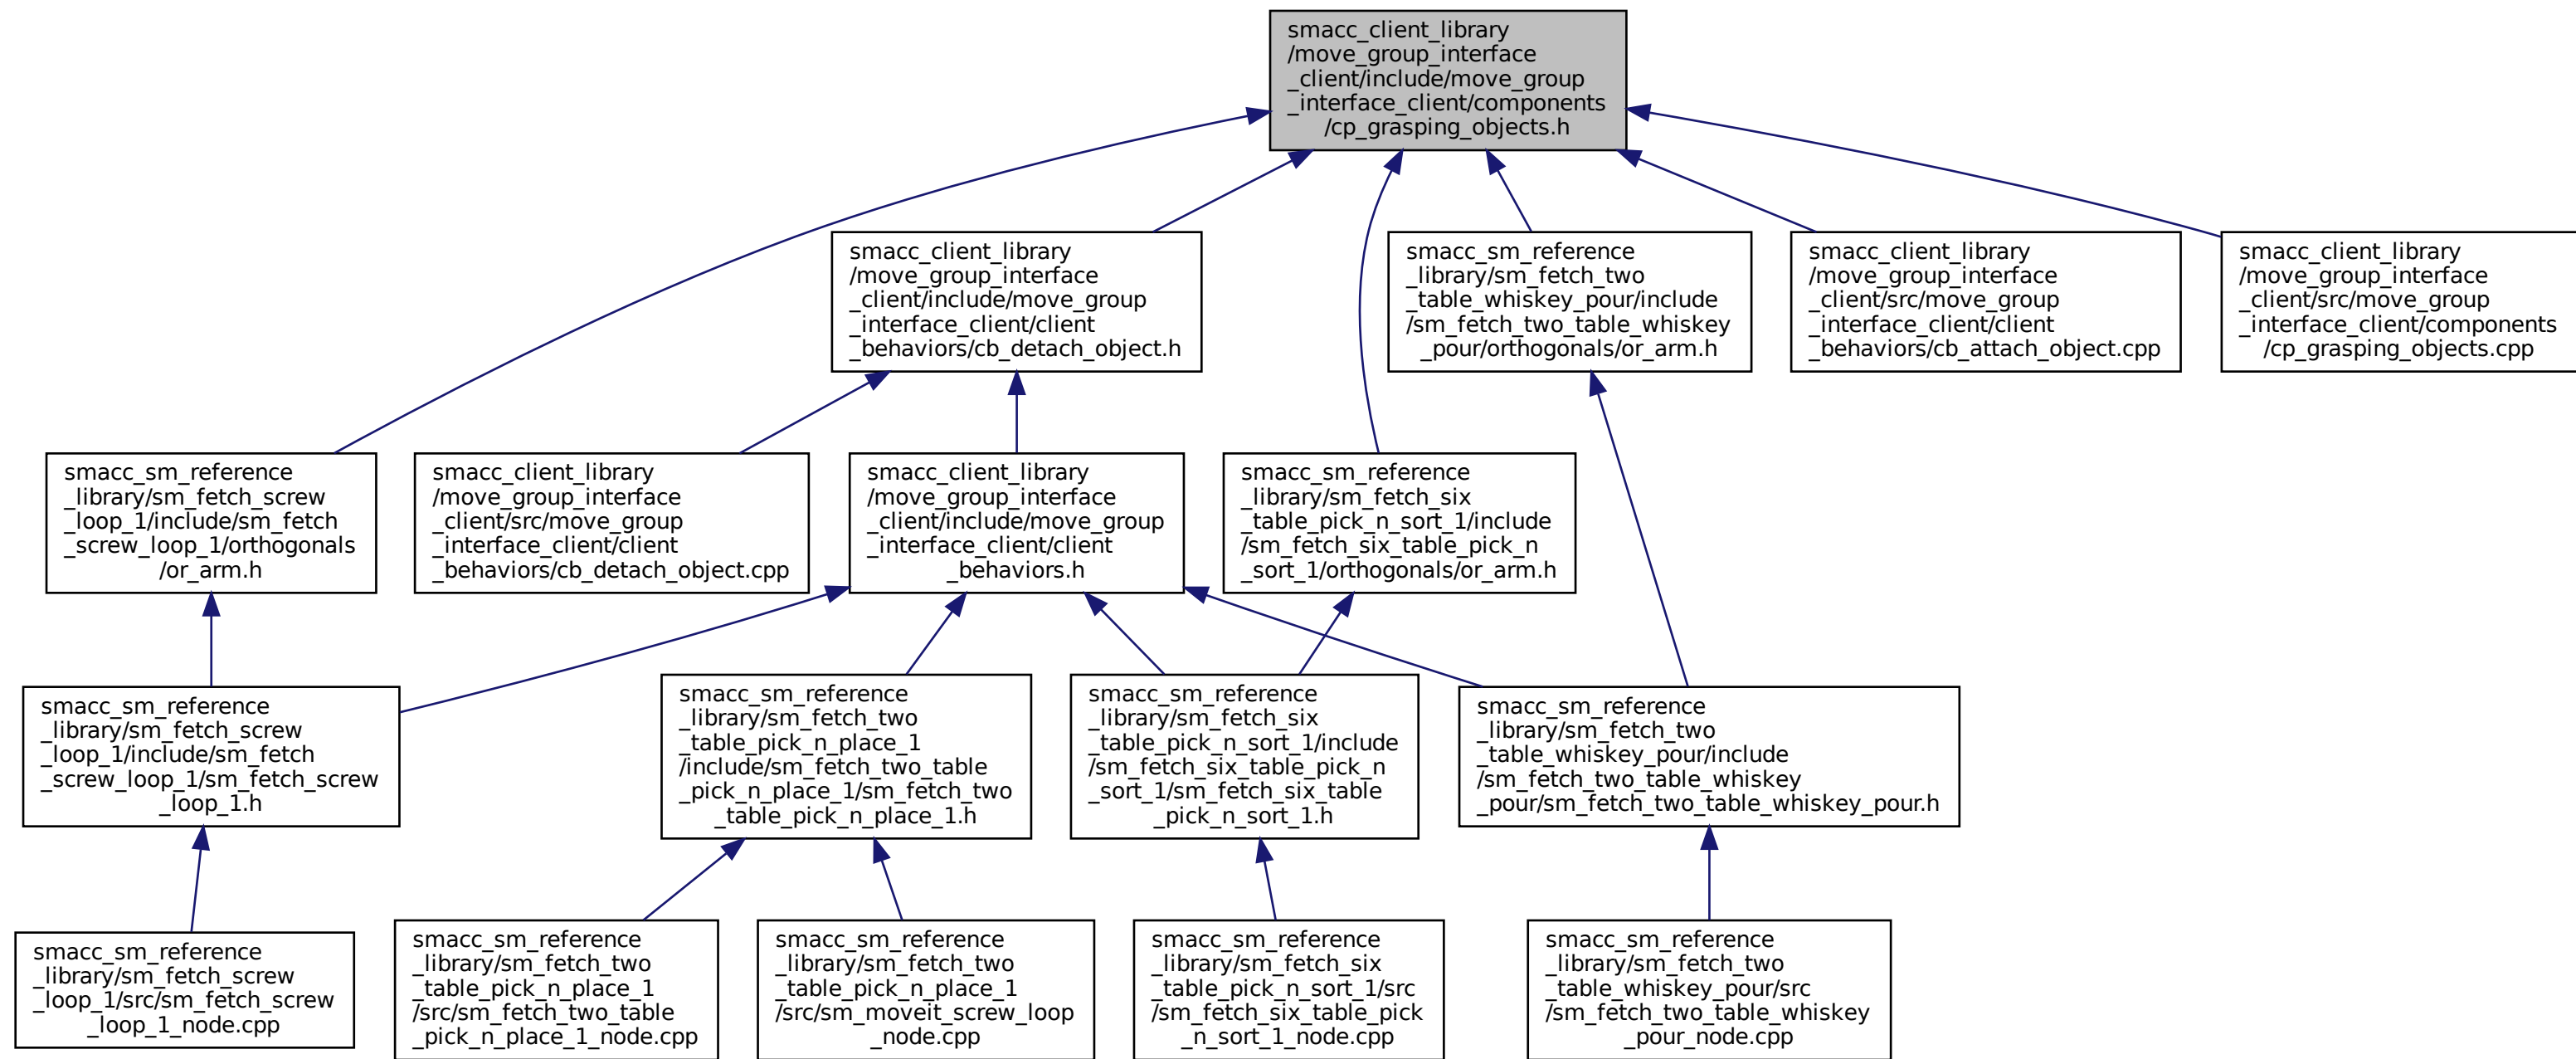 smacc_client_library
/move_group_interface
_client/include/move_group
_interface_client/components
/cp_grasping_objects.h
smacc_client_library
/move_group_interface
_client/include/move_group
_interface_client/client
_behaviors/cb_detach_object.h
smacc_sm_reference
_library/sm_fetch_two
_table_whiskey_pour/include
/sm_fetch_two_table_whiskey
_pour/orthogonals/or_arm.h
smacc_client_library
/move_group_interface
_client/src/move_group
_interface_client/client
_behaviors/cb_attach_object.cpp
smacc_client_library
/move_group_interface
_client/src/move_group
_interface_client/components
/cp_grasping_objects.cpp
smacc_sm_reference
_library/sm_fetch_screw
_loop_1/include/sm_fetch
_screw_loop_1/orthogonals
/or_arm.h
smacc_client_library
/move_group_interface
_client/src/move_group
_interface_client/client
_behaviors/cb_detach_object.cpp
smacc_client_library
/move_group_interface
_client/include/move_group
_interface_client/client
_behaviors.h
smacc_sm_reference
_library/sm_fetch_six
_table_pick_n_sort_1/include
/sm_fetch_six_table_pick_n
_sort_1/orthogonals/or_arm.h
smacc_sm_reference
_library/sm_fetch_screw
_loop_1/include/sm_fetch
_screw_loop_1/sm_fetch_screw
_loop_1.h
smacc_sm_reference
_library/sm_fetch_two
_table_pick_n_place_1
/include/sm_fetch_two_table
_pick_n_place_1/sm_fetch_two
_table_pick_n_place_1.h
smacc_sm_reference
_library/sm_fetch_six
_table_pick_n_sort_1/include
/sm_fetch_six_table_pick_n
_sort_1/sm_fetch_six_table
_pick_n_sort_1.h
smacc_sm_reference
_library/sm_fetch_two
_table_whiskey_pour/include
/sm_fetch_two_table_whiskey
_pour/sm_fetch_two_table_whiskey_pour.h
smacc_sm_reference
_library/sm_fetch_screw
_loop_1/src/sm_fetch_screw
_loop_1_node.cpp
smacc_sm_reference
_library/sm_fetch_two
_table_pick_n_place_1
/src/sm_fetch_two_table
_pick_n_place_1_node.cpp
smacc_sm_reference
_library/sm_fetch_two
_table_pick_n_place_1
/src/sm_moveit_screw_loop
_node.cpp
smacc_sm_reference
_library/sm_fetch_six
_table_pick_n_sort_1/src
/sm_fetch_six_table_pick
_n_sort_1_node.cpp
smacc_sm_reference
_library/sm_fetch_two
_table_whiskey_pour/src
/sm_fetch_two_table_whiskey
_pour_node.cpp